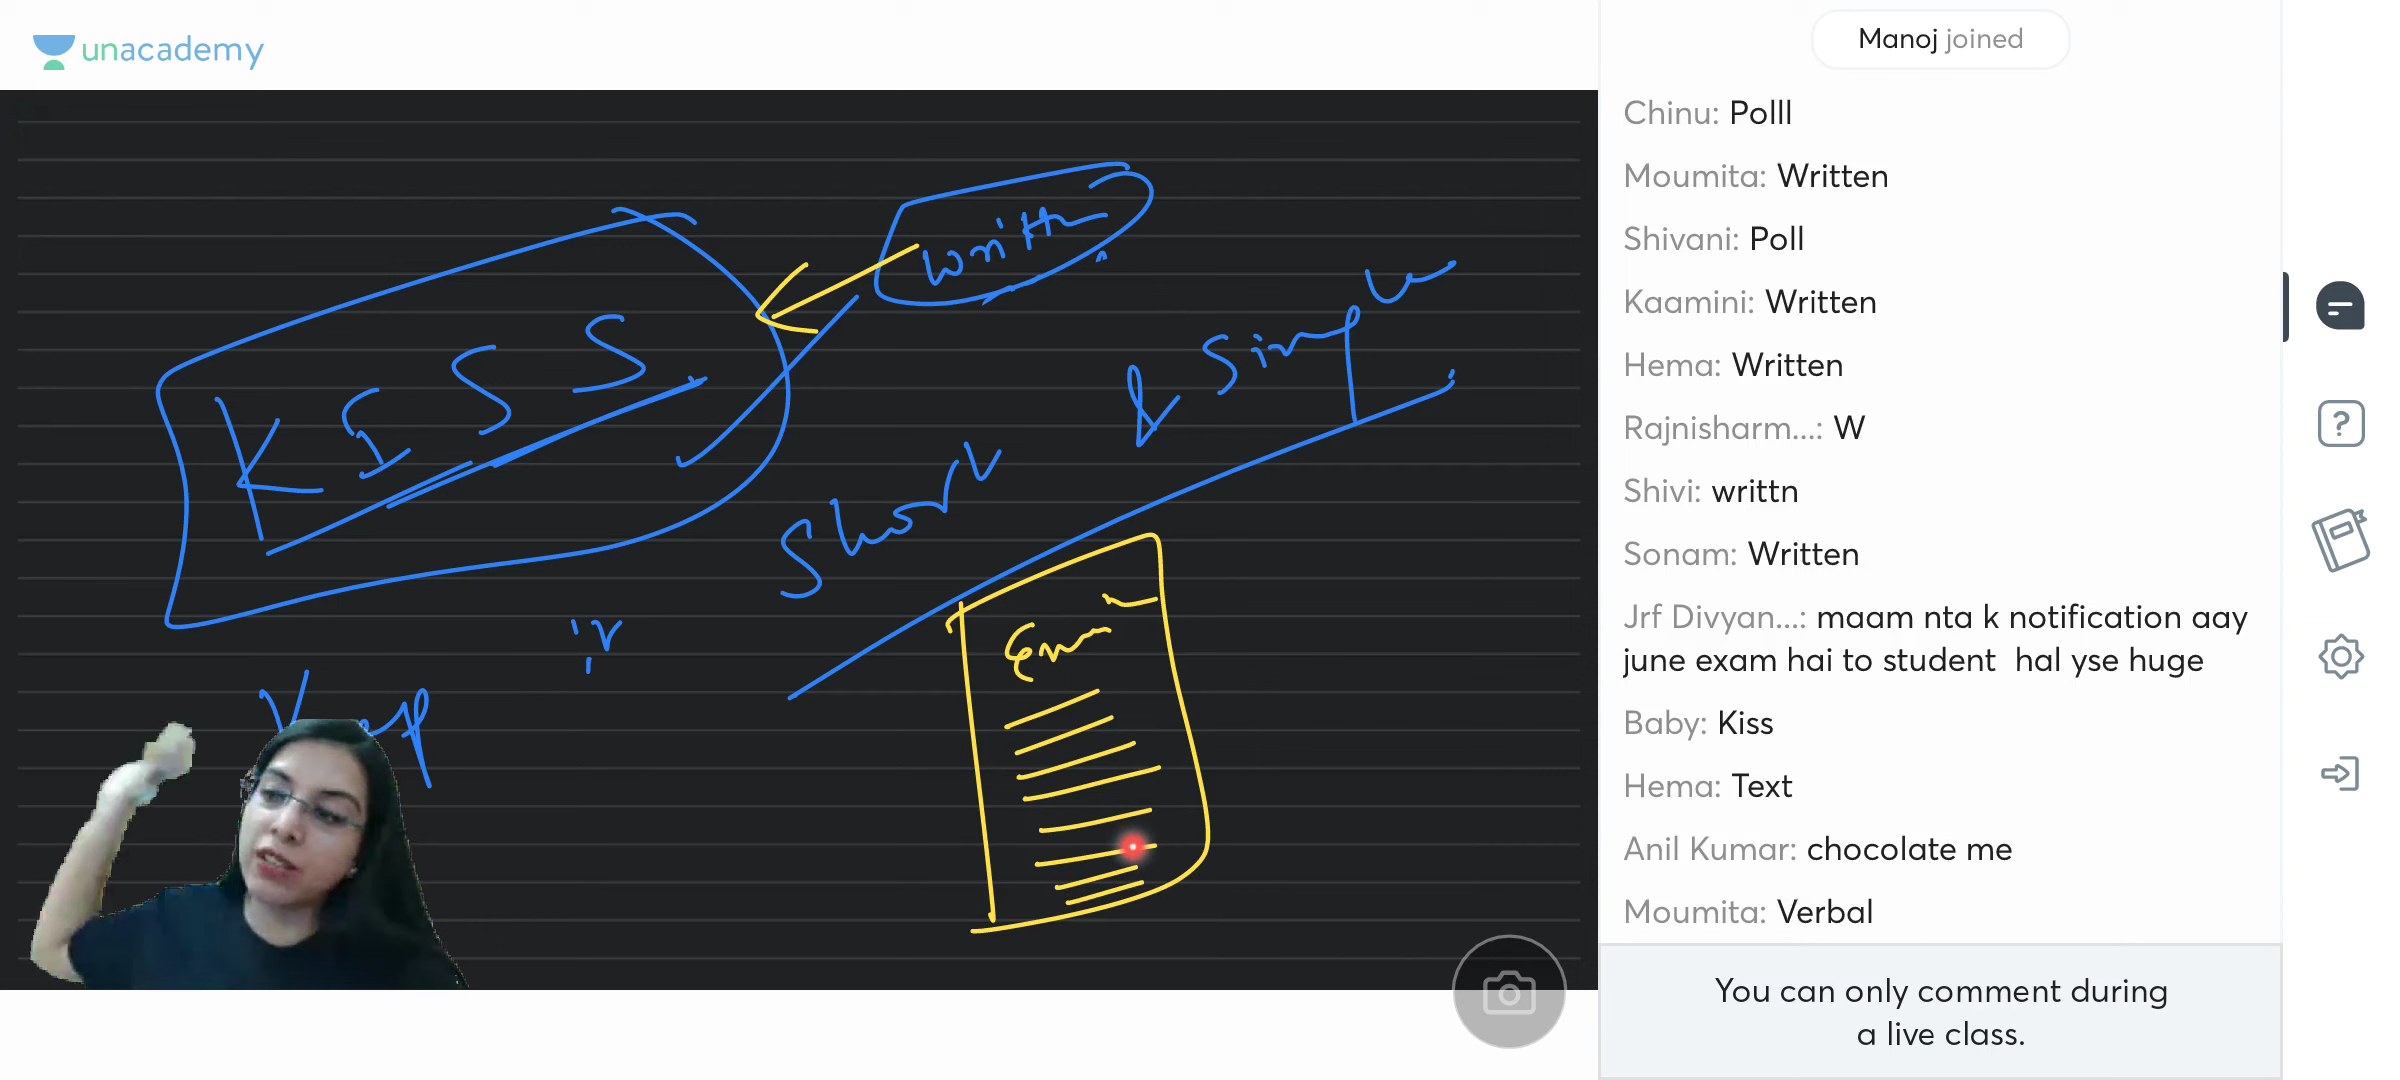 unacademy
Written
KISS
& Simple
Short
Keep
it
Manoj joined
Chinu: Polll
Moumita: Written
Shivani: Poll
Kaamini: Written
Hema: Written
Rajnisharm...: W
Shivi: writtn
Sonam: Written
Jrf Divyan...: maam nta k notification aay
june exam hai to student hal yse huge
Baby: Kiss
Hema: Text
Anil Kumar: chocolate me
Moumita: Verbal
You can only comment during
a live class.